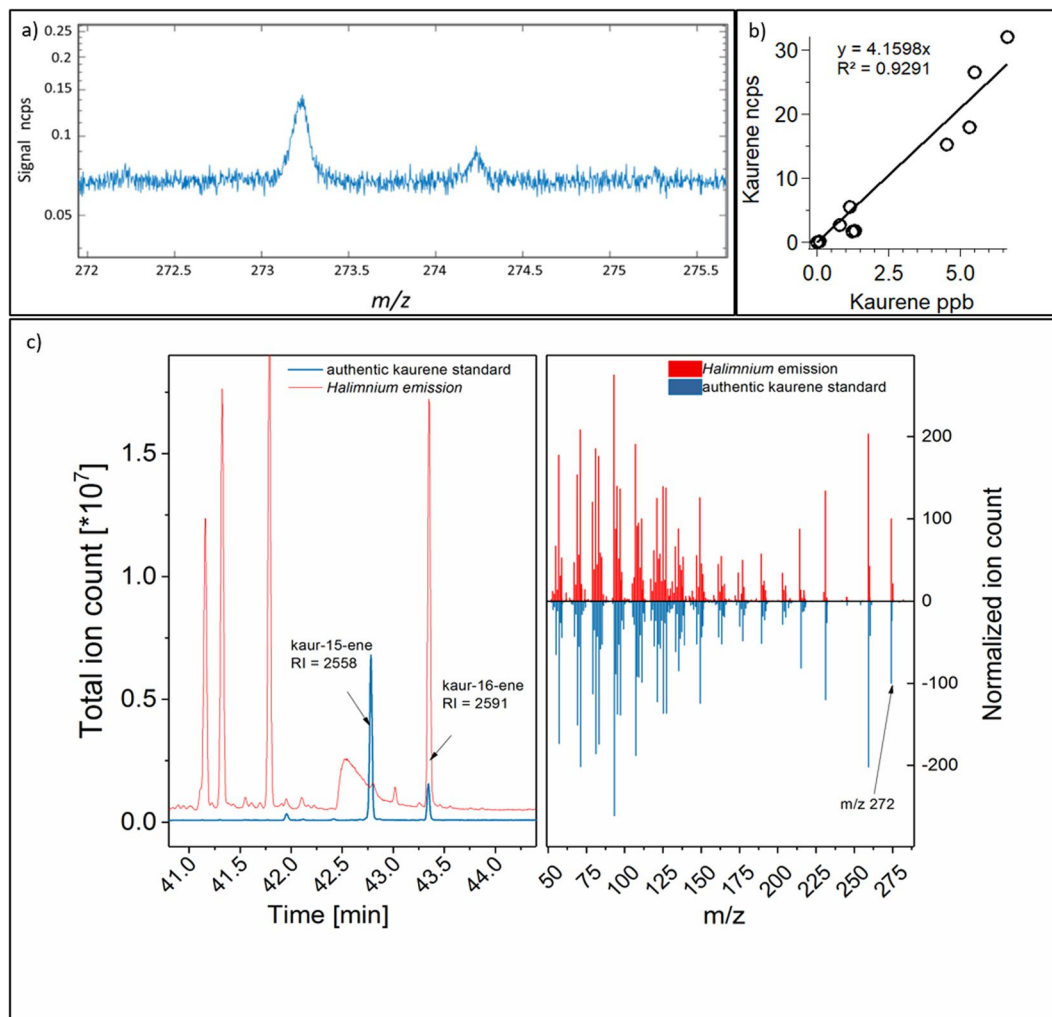 a)
0.25
0.2
0.15
0.1
0.05
Signal ncps
272
272.5
273
273.5
274
274.5
275
275.5
m/z
b)
y = 4.1598x
R² = 0.9291
30
20
10
0
Kaurene ncps
0.0
2.5
5.0
Kaurene ppb
c)
authentic kaurene standard
Halimnium emission
1.5
1.0
0.5
0.0
Total ion count [*10⁷]
kaur-15-ene
RI = 2558
kaur-16-ene
RI = 2591
41.0
41.5
42.0
42.5
43.0
43.5
44.0
Time [min]
Halimnium emission
authentic kaurene standard
200
100
0
-100
-200
Normalized ion count
m/z 272
50
75
100
125
150
175
200
225
250
275
m/z